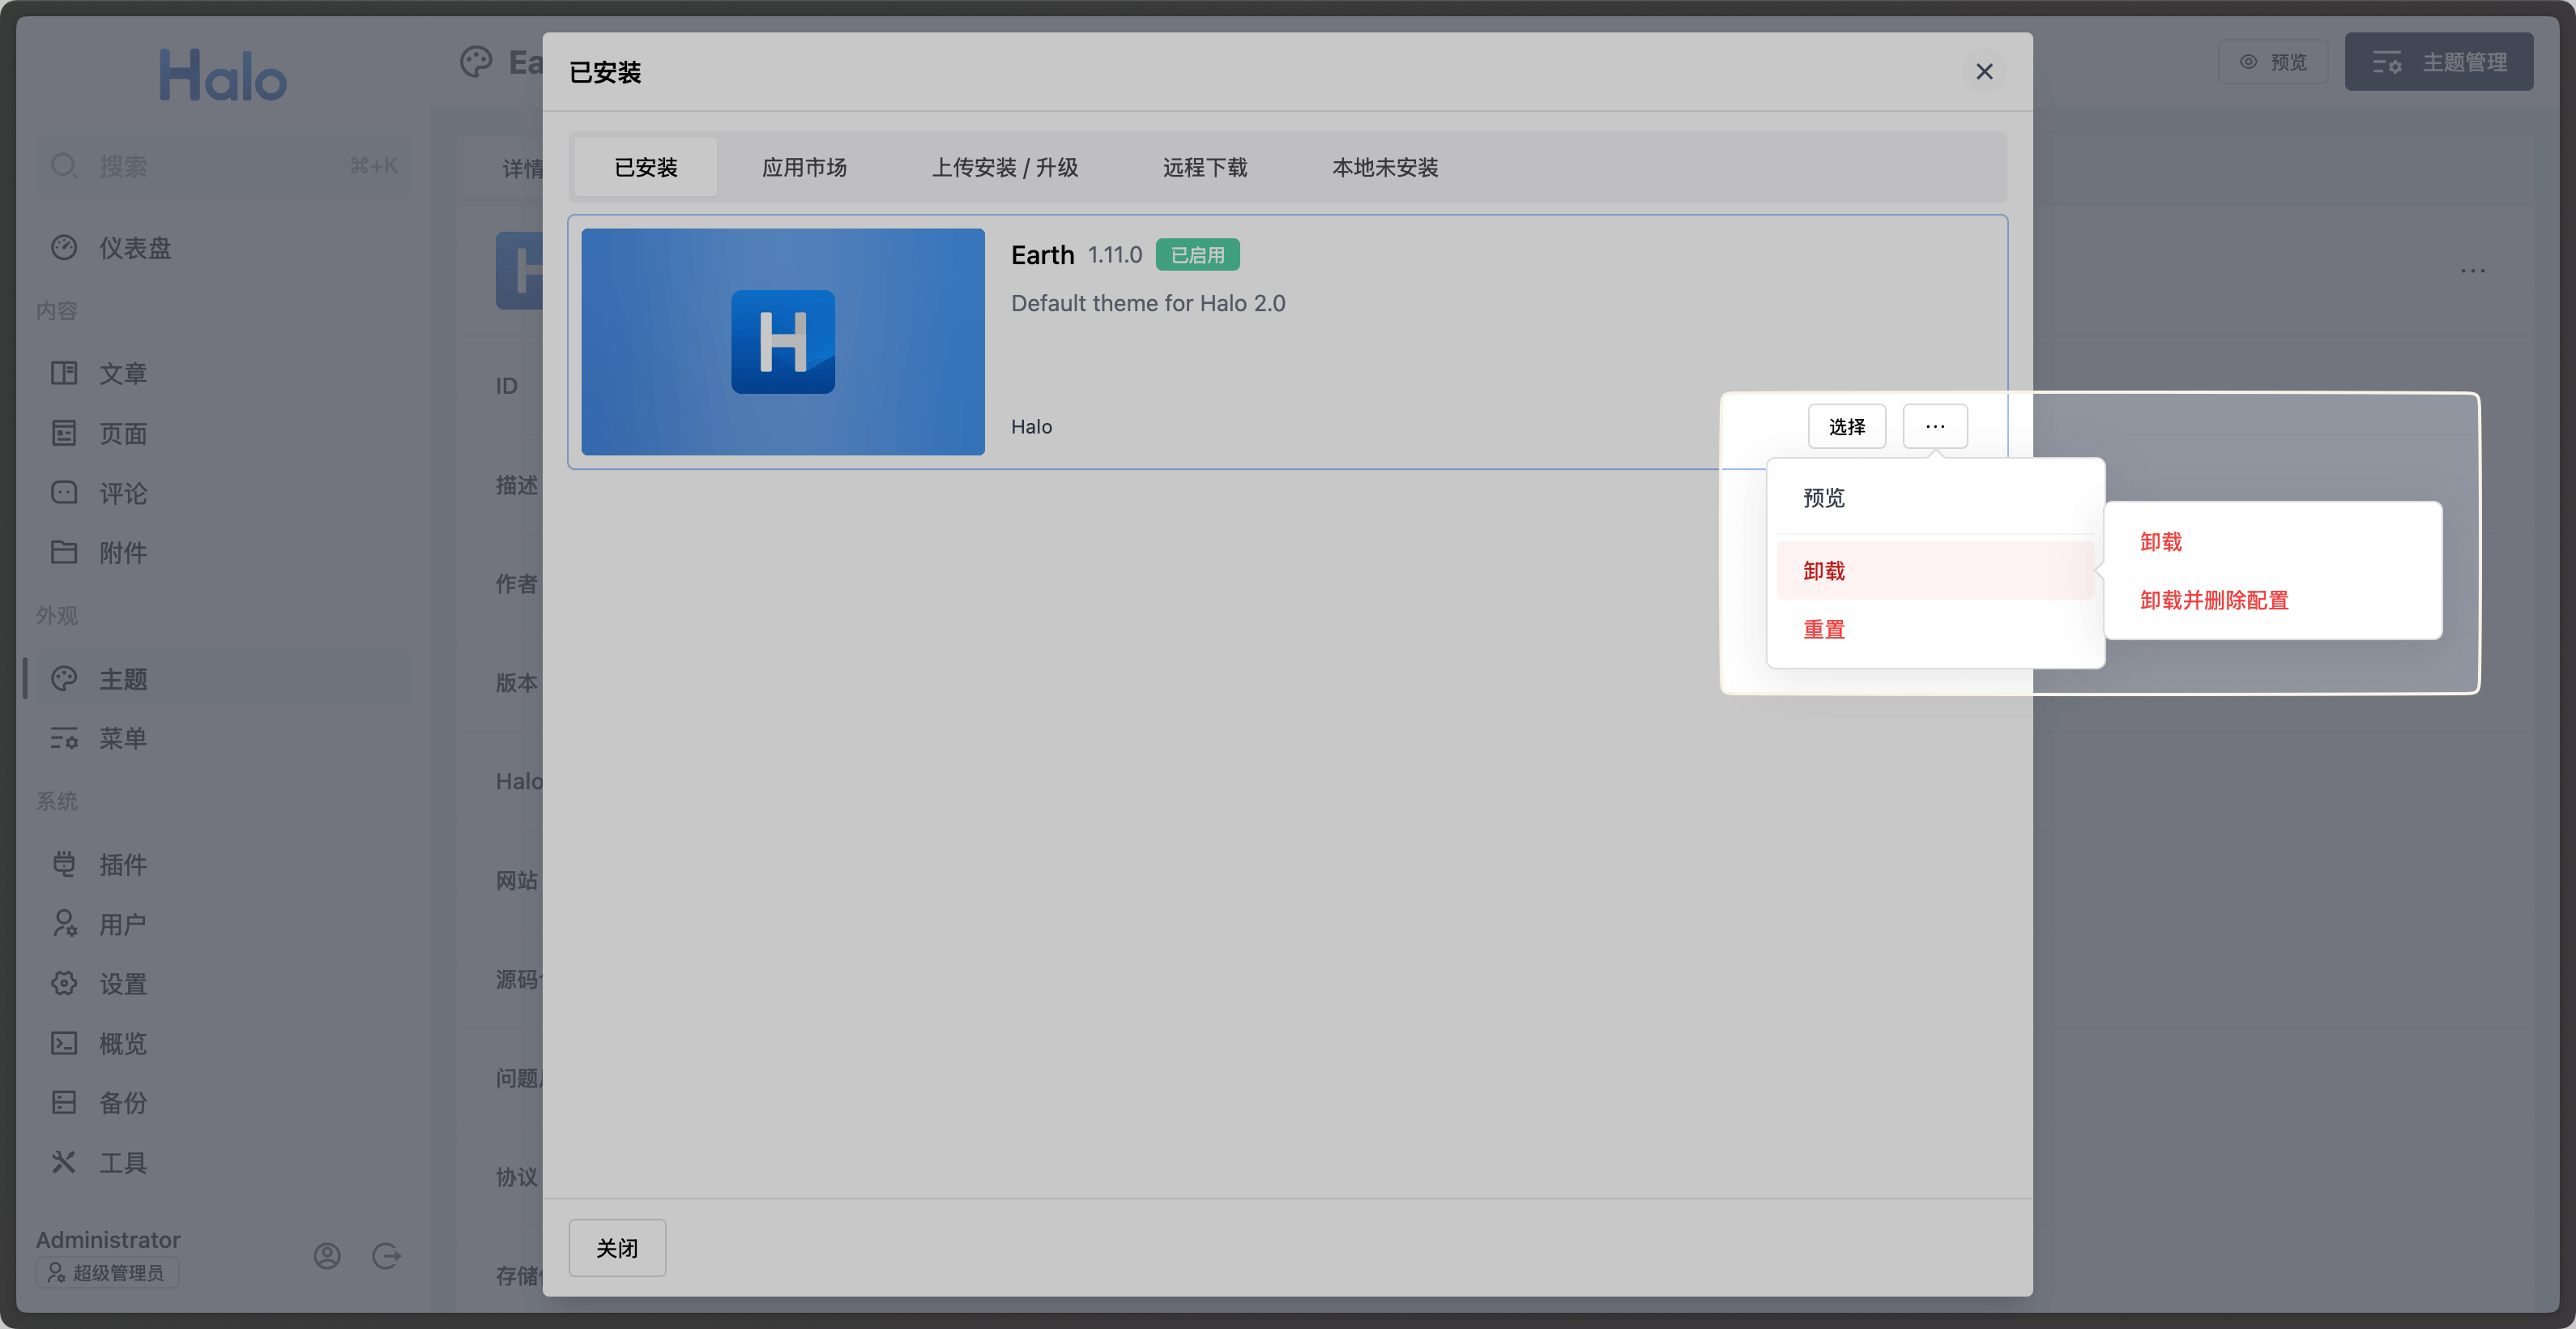 Halo
搜索
⌘+K
仪表盘
内容
文章
页面
评论
附件
外观
主题
菜单
系统
插件
用户
设置
概览
备份
工具
Administrator
超级管理员
Ea
预览
主题管理
详情
H
ID
描述
作者
版本
Halo
网站
源码
问题
协议
存储
已安装
已安装
应用市场
上传安装 / 升级
远程下载
本地未安装
H
Earth 1.11.0 已启用
Default theme for Halo 2.0
Halo
选择
···
预览
卸载
重置
卸载
卸载并删除配置
关闭